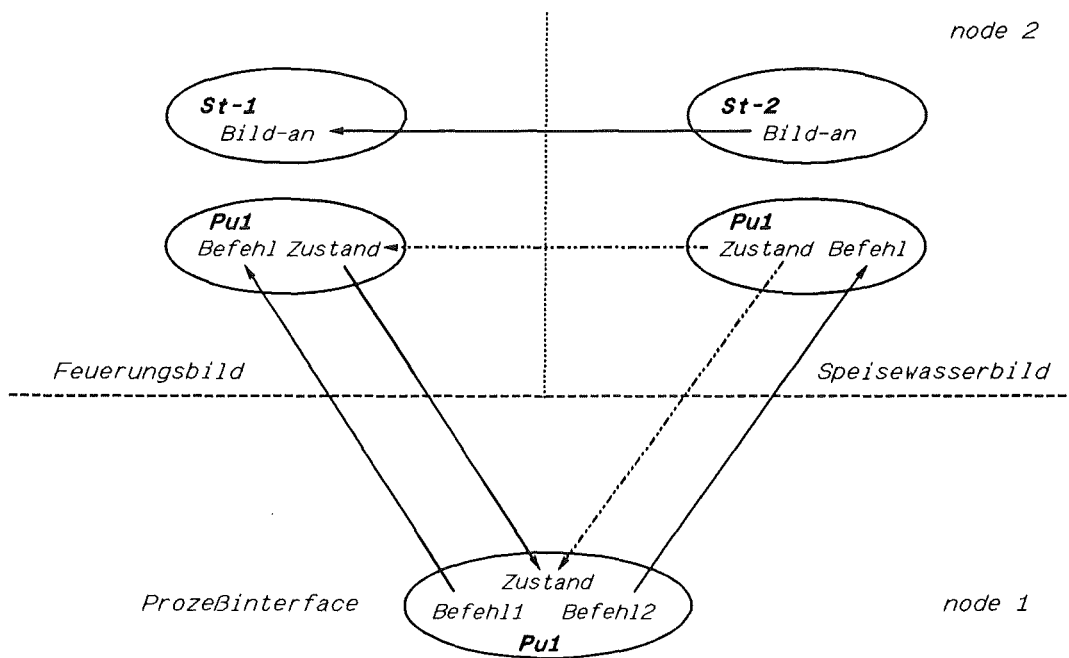 node 2
St-1
Bild-an
St-2
Bild-an
Pu1
Befehl Zustand
Pu1
Zustand Befehl
Feuerungsbild
Speisewasserbild
Zustand
Prozeßinterface
Befehl1 Befehl2
node 1
Pu1